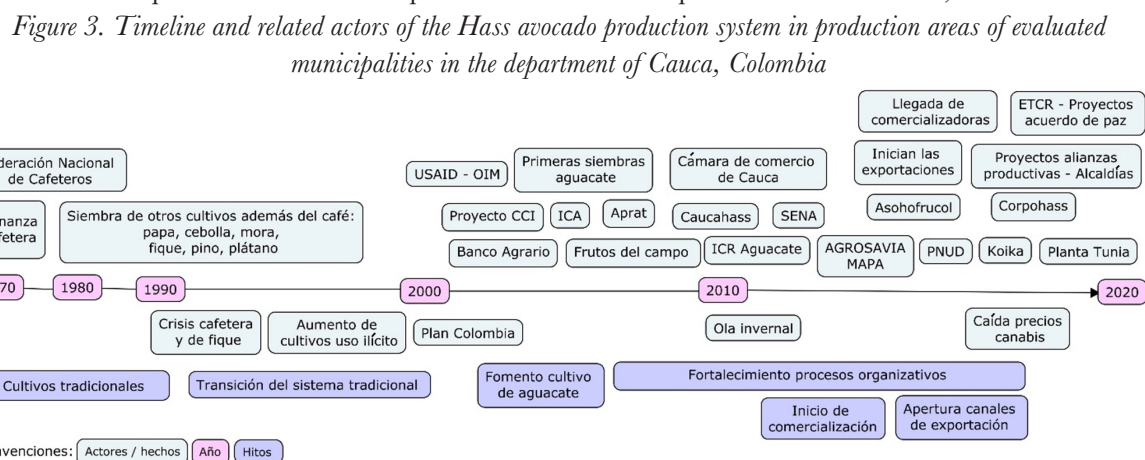 Figure 3. Timeline and related actors of the Hass avocado production system in production areas of evaluated
municipalities in the department of Cauca, Colombia
Llegada de
comercializadoras
ETCR - Proyectos
acuerdo de paz
deración Nacional
de Cafeteros
USAID - OIM
Primeras siembras
aguacate
Cámara de comercio
de Cauca
Inician las
exportaciones
Proyectos alianzas
productivas - Alcaldías
nanza
fetera
Siembra de otros cultivos además del café:
papa, cebolla, mora,
fique, pino, plátano
Proyecto CCI
ICA
Aprat
Caucahass
SENA
Asohofrucol
Corpohass
Banco Agrario
Frutos del campo
ICR Aguacate
AGROSAVIA
MAPA
PNUD
Koika
Planta Tunia
70
1980
1990
2000
2010
2020
Crisis cafetera
y de fique
Aumento de
cultivos uso ilícito
Plan Colombia
Ola invernal
Caída precios
canabis
Cultivos tradicionales
Transición del sistema tradicional
Fomento cultivo
de aguacate
Fortalecimiento procesos organizativos
Inicio de
comercialización
Apertura canales
de exportación
nvenciones:
Actores / hechos
Año
Hitos